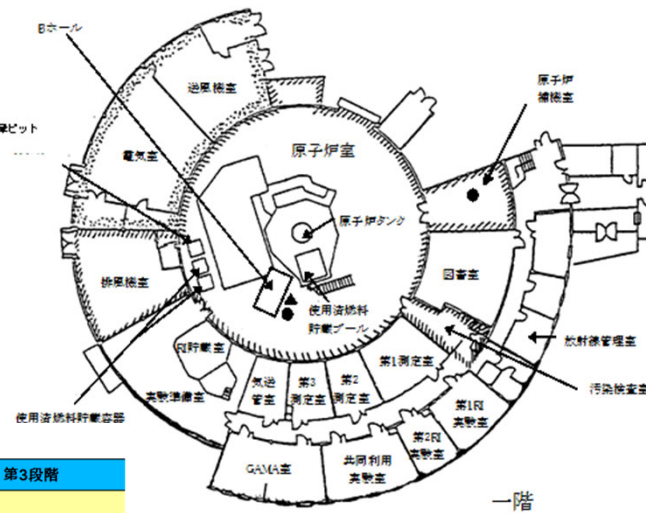 Bホール
送風機室
原子炉
補機室
ピット
電気室
原子炉室
原子炉タンク
図書室
排風機室
使用済燃料
貯蔵プール
放射線管理室
RI貯蔵室
気送
管室
第3
測定室
第2
測定室
第1測定室
汚染検査室
実験準備室
使用済燃料貯蔵容器
第1RI
実験室
第2RI
実験室
GAMA室
共同利用
実験室
第3段階
一階